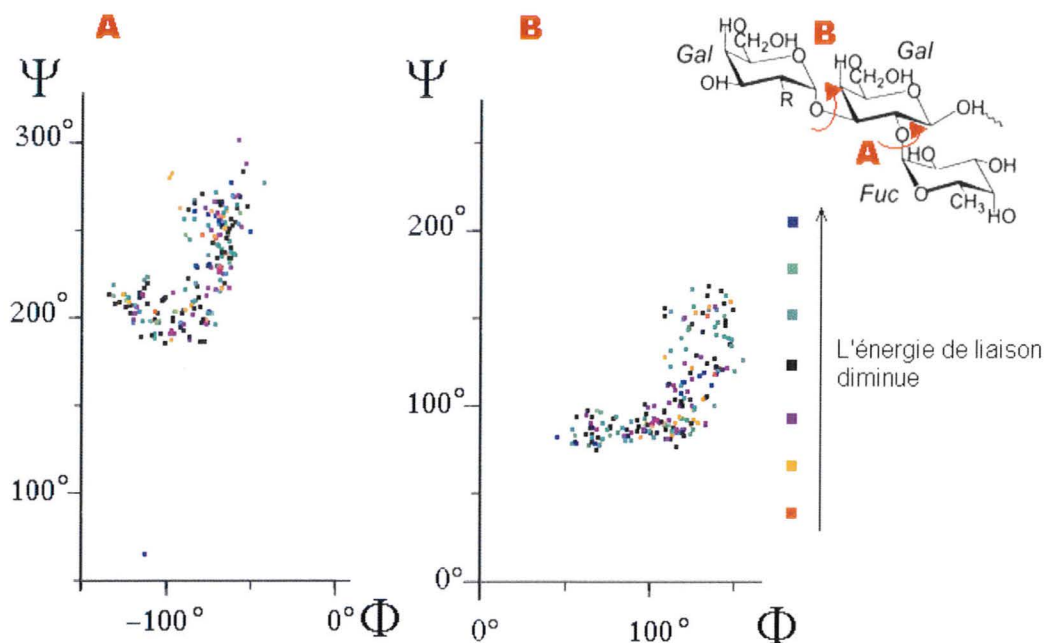 A
Ψ
300°
200°
100°
−100°
0°
Φ
B
Ψ
200°
100°
0°
0°
100°
Φ
HO
CH₂OH
Gal
O
HO
R
O
B
HO
CH₂OH
Gal
O
OH
O
A
HO
OH
Fuc
O
CH₃
HO
L'énergie de liaison
diminue